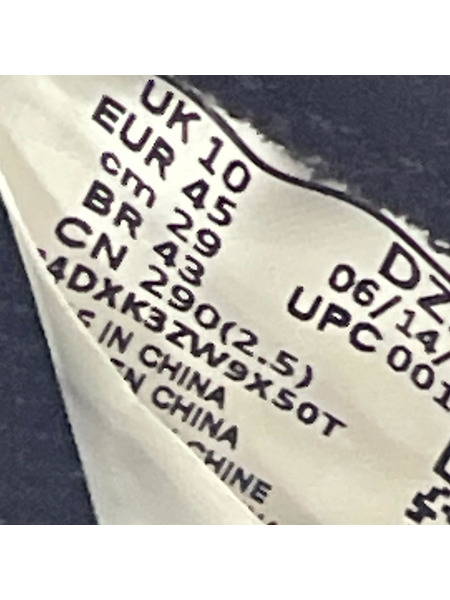 UK 10
EUR 45
cm 29
BR 43
CN 290(2.5)
4DXK3ZW9X50T
IN CHINA
EN CHINA
CHINE
DZ
06/14/
UPC 001